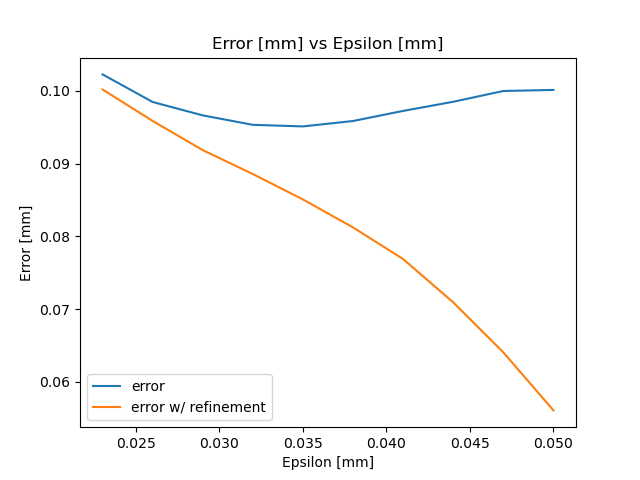 Error [mm] vs Epsilon [mm]
Error [mm]
0.10
0.09
0.08
0.07
0.06
error
error w/ refinement
0.025
0.030
0.035
0.040
0.045
0.050
Epsilon [mm]